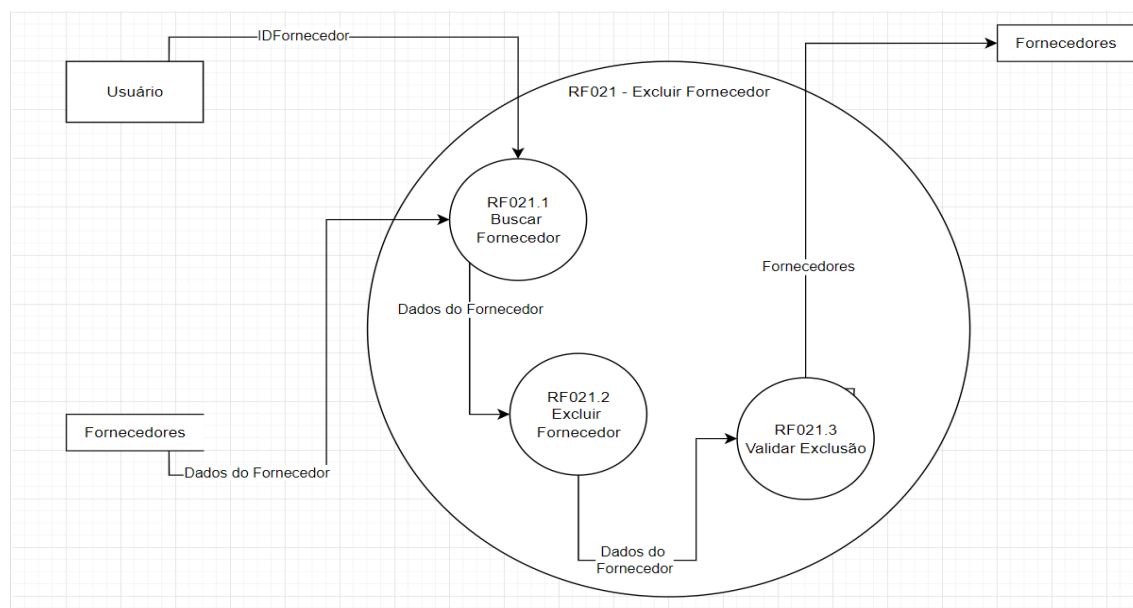 IDFornecedor
Fornecedores
Usuário
RF021 - Excluir Fornecedor
RF021.1
Buscar
Fornecedor
Fornecedores
Dados do Fornecedor
RF021.2
Excluir
Fornecedor
Fornecedores
RF021.3
Validar Exclusão
Dados do Fornecedor
Dados do
Fornecedor